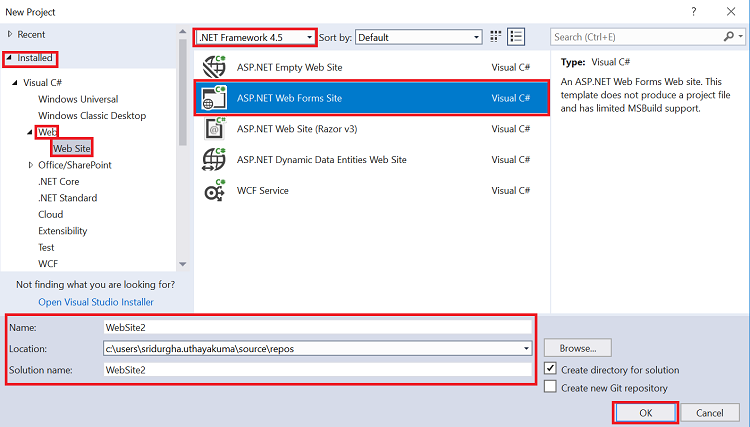 New Project
? ×
Recent
Installed
Visual C#
Windows Universal
Windows Classic Desktop
Web
Web Site
Office/SharePoint
.NET Core
.NET Standard
Cloud
Extensibility
Test
WCF
Not finding what you are looking for?
Open Visual Studio Installer
.NET Framework 4.5 Sort by: Default
ASP.NET Empty Web Site Visual C#
ASP.NET Web Forms Site Visual C#
ASP.NET Web Site (Razor v3) Visual C#
ASP.NET Dynamic Data Entities Web Site Visual C#
WCF Service Visual C#
Search (Ctrl+E)
Type: Visual C#
An ASP.NET Web Forms Web site. This
template does not produce a project file
and has limited MSBuild support.
Name: WebSite2
Location: c:\users\sridurgha.uthayakuma\source\repos
Solution name: WebSite2
Browse...
Create directory for solution
Create new Git repository
OK Cancel